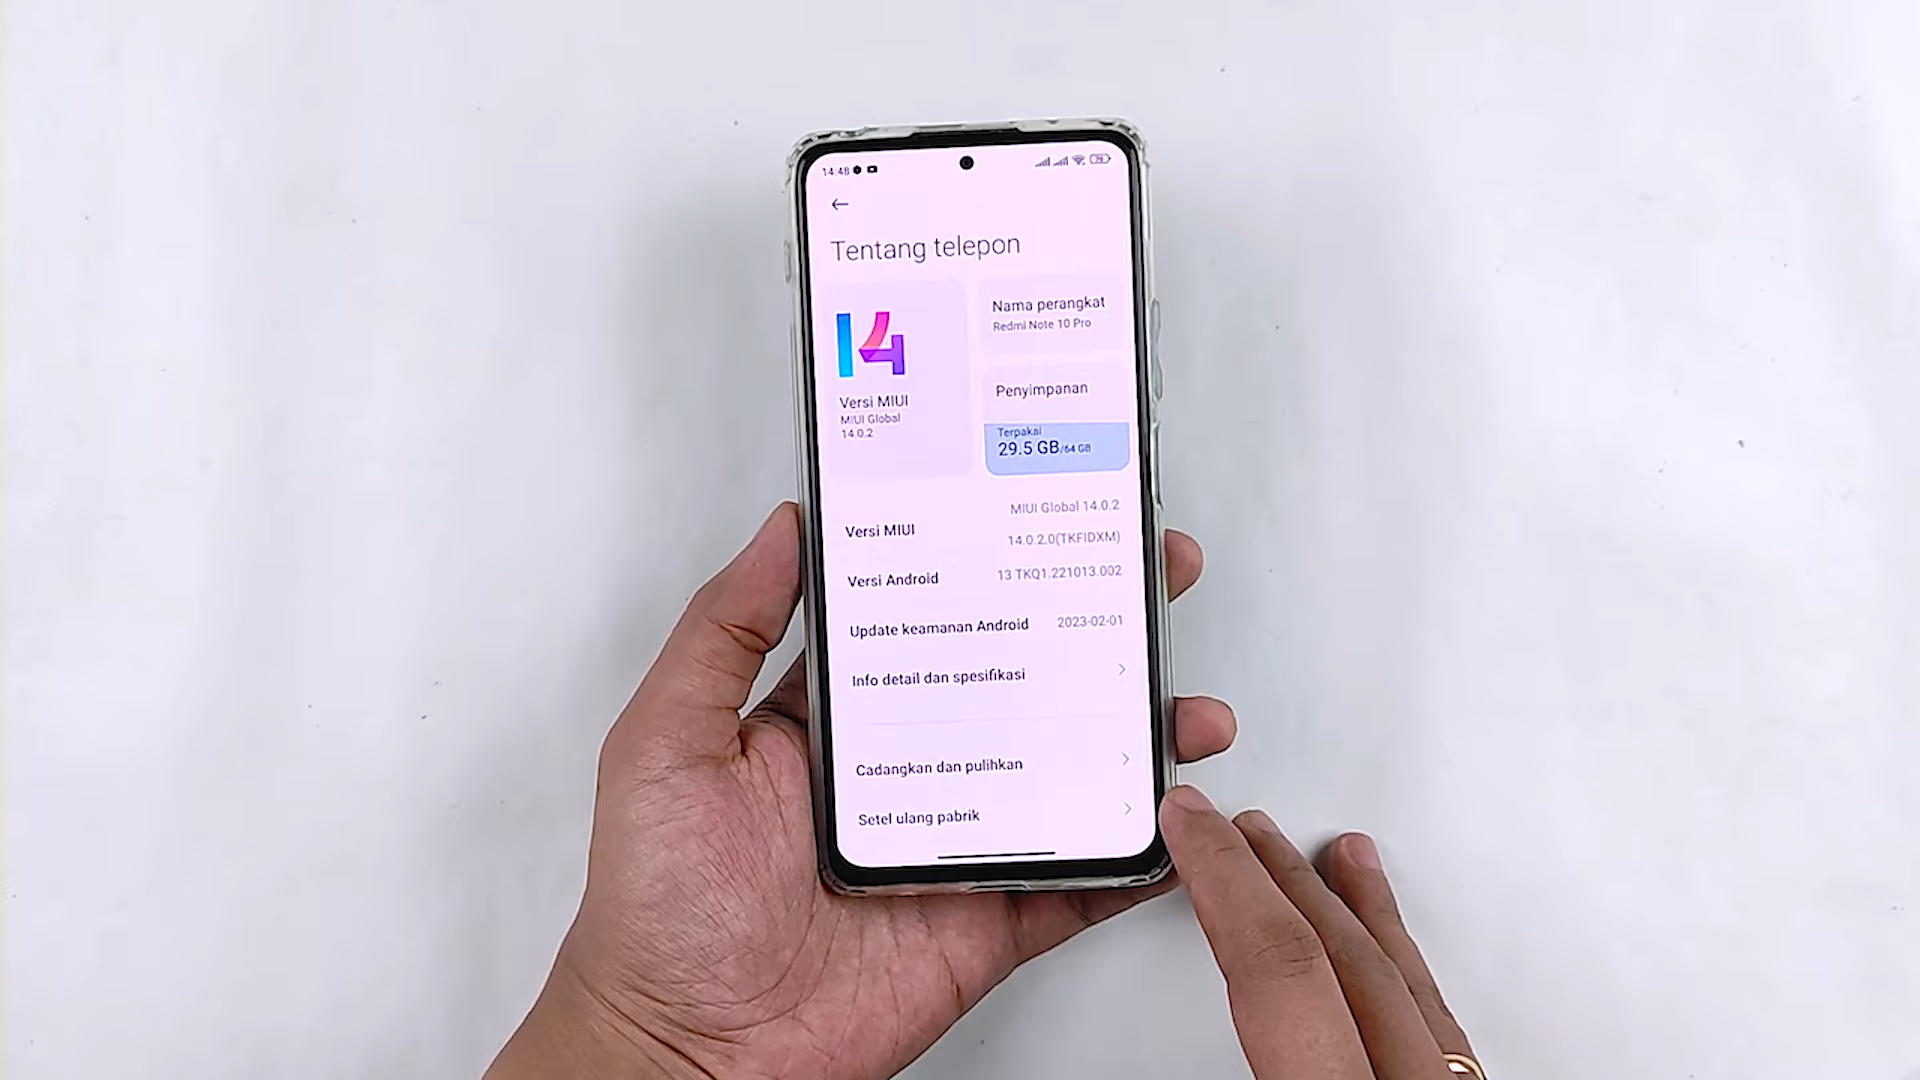 14:48
Tentang telepon
14
Versi MIUI
MIUI Global
14.0.2
Nama perangkat
Redmi Note 10 Pro
Penyimpanan
Terpakai
29.5 GB/64 GB
Versi MIUI
MIUI Global 14.0.2
14.0.2.0(TKFIDXM)
Versi Android
13 TKQ1.221013.002
Update keamanan Android
2023-02-01
Info detail dan spesifikasi
Cadangkan dan pulihkan
Setel ulang pabrik